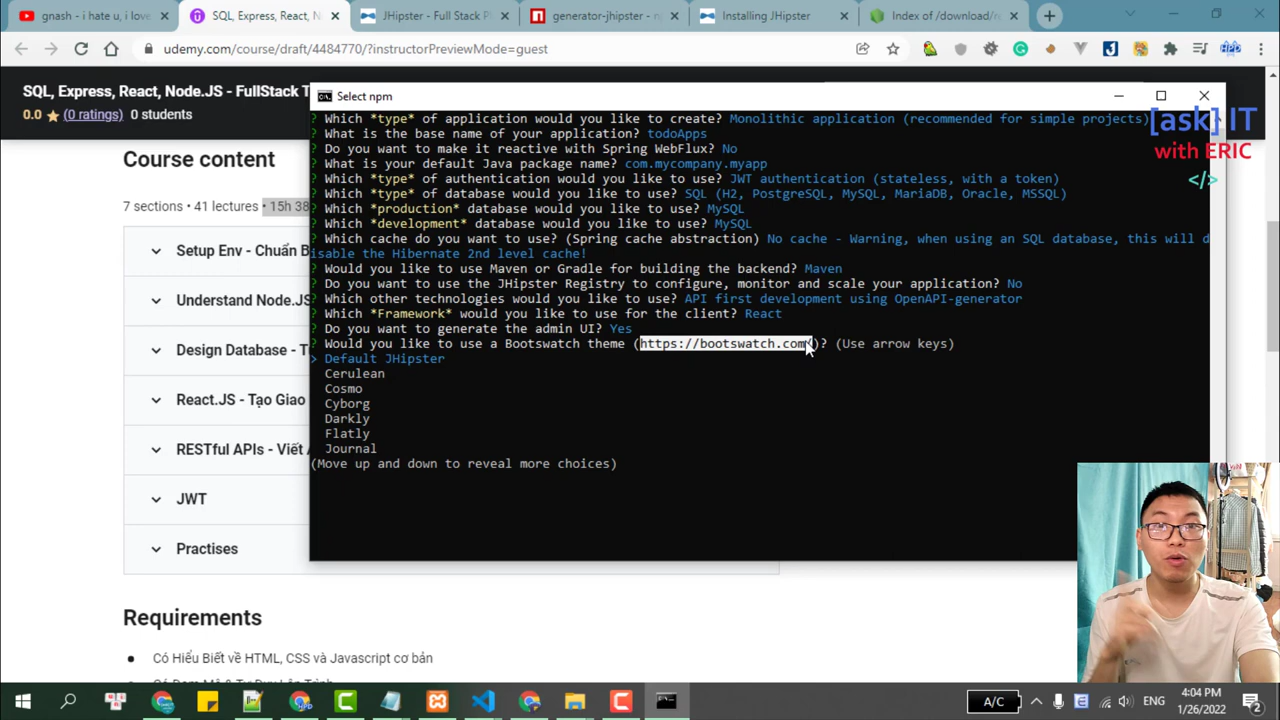 gnash - i hate u, i love
SQL, Express, React, N
JHipster - Full Stack P
generator-jhipster - n
Installing JHipster
Index of /download/r
udemy.com/course/draft/4484770/?instructorPreviewMode=guest
SQL, Express, React, Node.JS - FullStack T
0.0 ★ (0 ratings) 0 students
Course content
7 sections • 41 lectures • 15h 38
Setup Env - Chuẩn B
Understand Node.JS
Design Database - T
React.JS - Tạo Giao
RESTful APIs - Viết A
JWT
Practises
Requirements
Có Hiểu Biết về HTML, CSS và Javascript cơ bản
Select npm
? Which *type* of application would you like to create? Monolithic application (recommended for simple projects)
? What is the base name of your application? todoApps
? Do you want to make it reactive with Spring WebFlux? No
? What is your default Java package name? com.mycompany.myapp
? Which *type* of authentication would you like to use? JWT authentication (stateless, with a token)
? Which *type* of database would you like to use? SQL (H2, PostgreSQL, MySQL, MariaDB, Oracle, MSSQL)
? Which *production* database would you like to use? MySQL
? Which *development* database would you like to use? MySQL
? Which cache do you want to use? (Spring cache abstraction) No cache - Warning, when using an SQL database, this will d
isable the Hibernate 2nd level cache!
? Would you like to use Maven or Gradle for building the backend? Maven
? Do you want to use the JHipster Registry to configure, monitor and scale your application? No
? Which other technologies would you like to use? API first development using OpenAPI-generator
? Which *Framework* would you like to use for the client? React
? Do you want to generate the admin UI? Yes
? Would you like to use a Bootswatch theme (https://bootswatch.com/)? (Use arrow keys)
> Default JHipster
Cerulean
Cosmo
Cyborg
Darkly
Flatly
Journal
(Move up and down to reveal more choices)
[ask] IT
with ERIC
</>
A/C
ENG
4:04 PM
1/26/2022
2